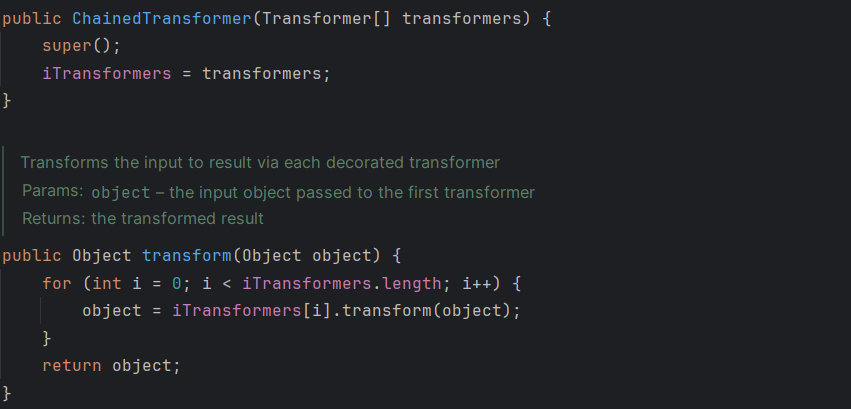 public ChainedTransformer(Transformer[] transformers) {
    super();
    iTransformers = transformers;
}
Transforms the input to result via each decorated transformer
Params: object – the input object passed to the first transformer
Returns: the transformed result
public Object transform(Object object) {
    for (int i = 0; i < iTransformers.length; i++) {
        object = iTransformers[i].transform(object);
    }
    return object;
}